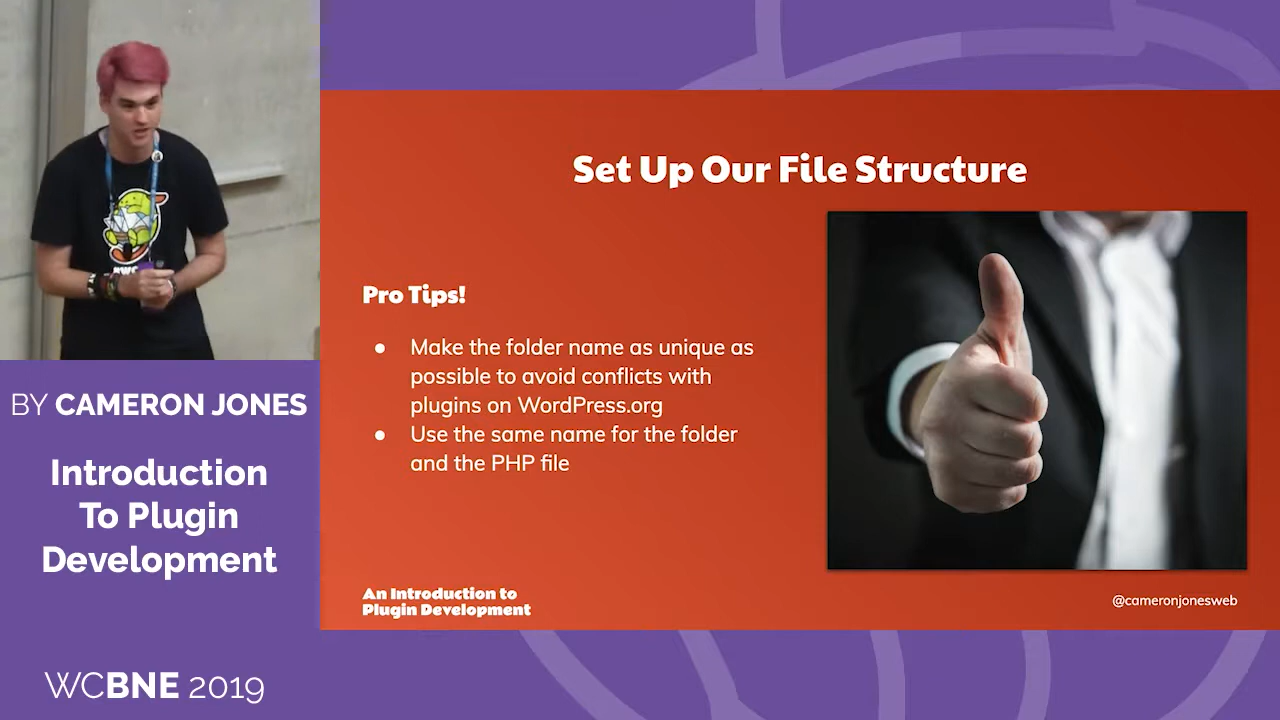 BY CAMERON JONES
Introduction
To Plugin
Development
WCBNE 2019
Set Up Our File Structure
Pro Tips!
● Make the folder name as unique as
possible to avoid conflicts with
plugins on WordPress.org
● Use the same name for the folder
and the PHP file
An Introduction to
Plugin Development
@cameronjonesweb